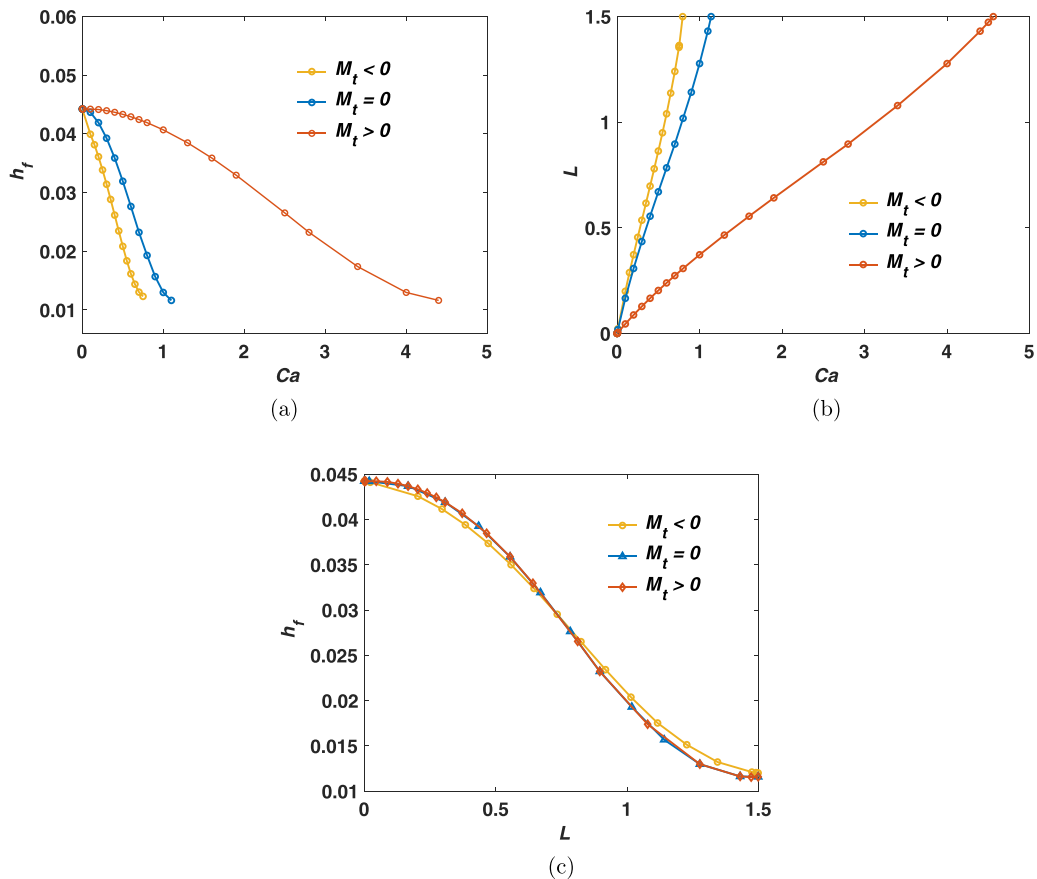 0.06
0.05
0.04
0.03
0.02
0.01
h_f
M_t < 0
M_t = 0
M_t > 0
0 1 2 3 4 5
Ca
(a)
1.5
1
0.5
0
L
M_t < 0
M_t = 0
M_t > 0
0 1 2 3 4 5
Ca
(b)
0.045
0.04
0.035
0.03
0.025
0.02
0.015
0.01
h_f
M_t < 0
M_t = 0
M_t > 0
0 0.5 1 1.5
L
(c)